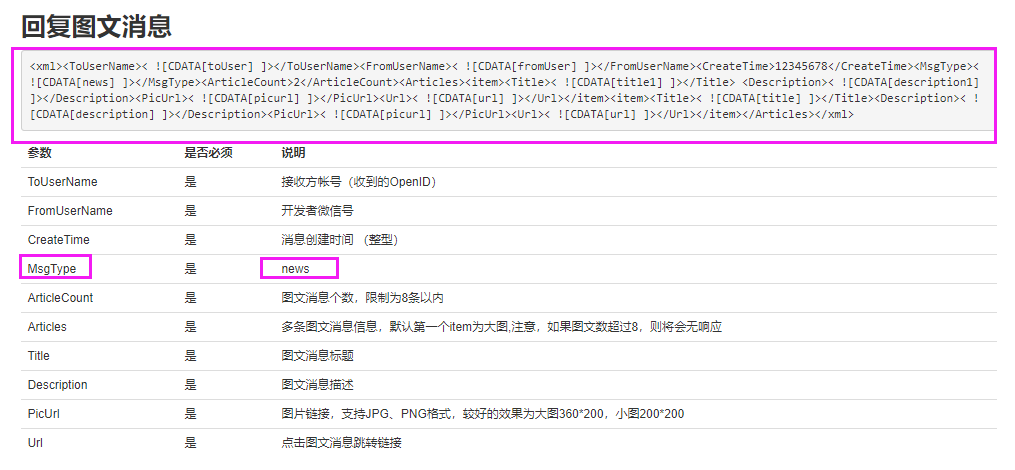 回复图文消息
<xml><ToUserName>< ![CDATA[toUser] ]></ToUserName><FromUserName>< ![CDATA[fromUser] ]></FromUserName><CreateTime>12345678</CreateTime><MsgType><
![CDATA[news] ]></MsgType><ArticleCount>2</ArticleCount><Articles><item><Title>< ![CDATA[title1] ]></Title> <Description>< ![CDATA[description1]
]></Description><PicUrl>< ![CDATA[picurl] ]></PicUrl><Url>< ![CDATA[url] ]></Url></item><item><Title>< ![CDATA[title] ]></Title><Description>< !
[CDATA[description] ]></Description><PicUrl>< ![CDATA[picurl] ]></PicUrl><Url>< ![CDATA[url] ]></Url></item></Articles></xml>
参数 是否必须 说明
ToUserName 是 接收方帐号（收到的OpenID）
FromUserName 是 开发者微信号
CreateTime 是 消息创建时间 （整型）
MsgType 是 news
ArticleCount 是 图文消息个数，限制为8条以内
Articles 是 多条图文消息信息，默认第一个item为大图,注意，如果图文数超过8，则将会无响应
Title 是 图文消息标题
Description 是 图文消息描述
PicUrl 是 图片链接，支持JPG、PNG格式，较好的效果为大图360*200，小图200*200
Url 是 点击图文消息跳转链接